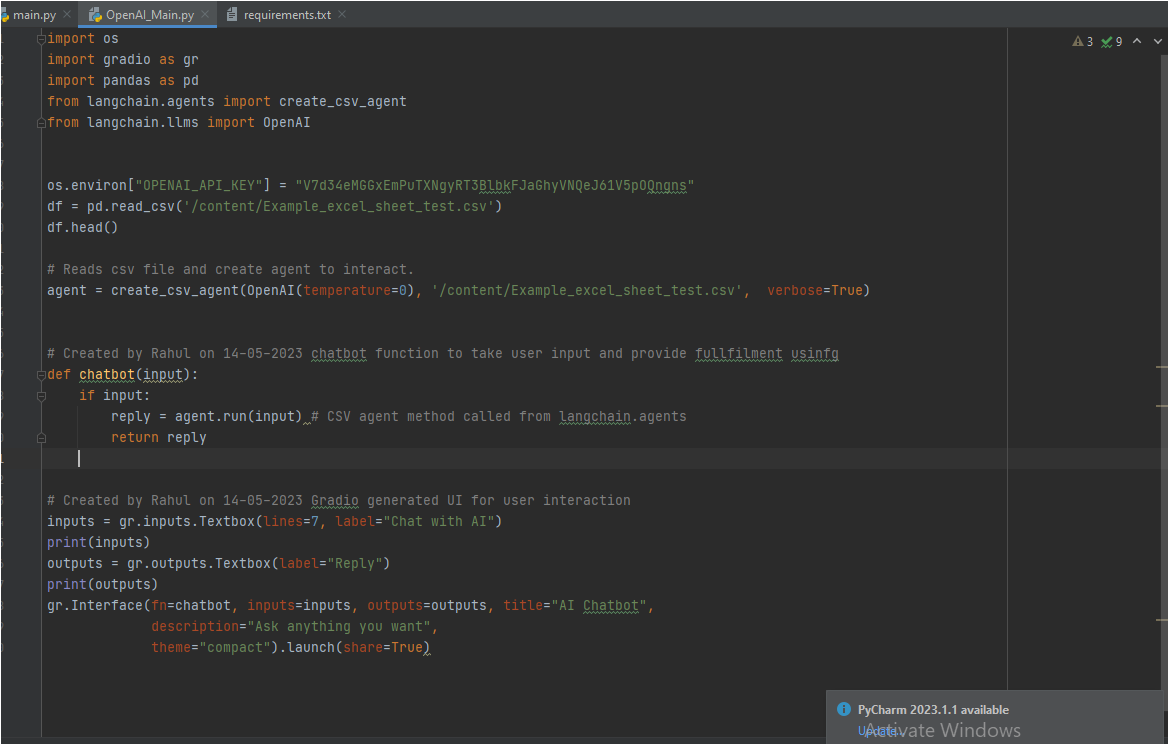 main.py OpenAI_Main.py requirements.txt
import os
3 9
import gradio as gr
import pandas as pd
from langchain.agents import create_csv_agent
from langchain.llms import OpenAI
os.environ["OPENAI_API_KEY"] = "V7d34eMGGxEmPuTXNgyRT3BlbkFJaGhyVNQeJ61V5pOQngns"
df = pd.read_csv('/content/Example_excel_sheet_test.csv')
df.head()
# Reads csv file and create agent to interact.
agent = create_csv_agent(OpenAI(temperature=0), '/content/Example_excel_sheet_test.csv',  verbose=True)
# Created by Rahul on 14-05-2023 chatbot function to take user input and provide fullfilment usinfg
def chatbot(input):
    if input:
        reply = agent.run(input) # CSV agent method called from langchain.agents
        return reply
# Created by Rahul on 14-05-2023 Gradio generated UI for user interaction
inputs = gr.inputs.Textbox(lines=7, label="Chat with AI")
print(inputs)
outputs = gr.outputs.Textbox(label="Reply")
print(outputs)
gr.Interface(fn=chatbot, inputs=inputs, outputs=outputs, title="AI Chatbot",
             description="Ask anything you want",
             theme="compact").launch(share=True)
PyCharm 2023.1.1 available
Update...
Activate Windows